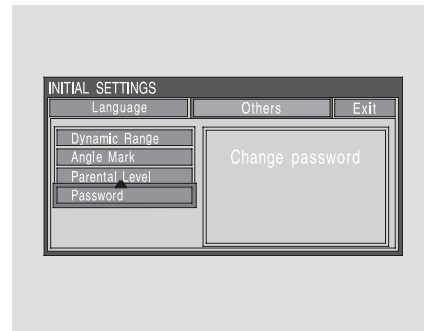 INITIAL SETTINGS
Language Others Exit
Dynamic Range
Angle Mark
Parental Level
Password
Change password